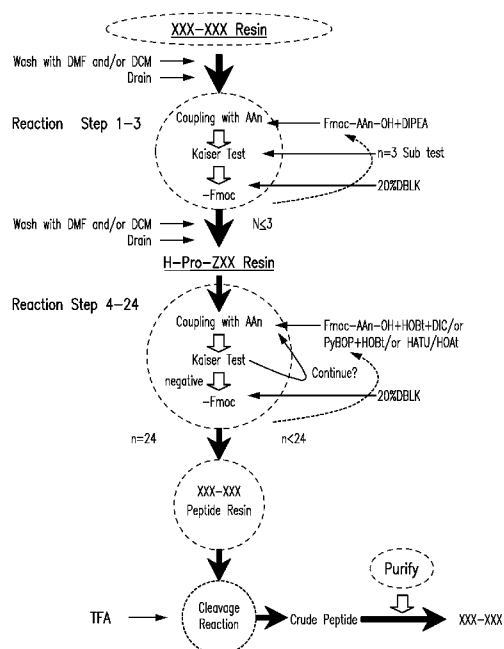 XXX-XXX Resin
Wash with DMF and/or DCM
Drain
Reaction Step 1-3
Coupling with AAn
Fmac-AAn-OH+DIPEA
Kaiser Test
n=3 Sub test
-Fmoc
20%DBLK
Wash with DMF and/or DCM
N≤3
Drain
H-Pro-ZXX Resin
Reaction Step 4-24
Coupling with AAn
Fmac-AAn-OH+HOBt+DIC/or
PyBOP+HOBt/or HATU/HOAt
Kaiser Test
Continue?
negative
-Fmoc
20%DBLK
n=24
n<24
XXX-XXX
Peptide Resin
Purify
TFA
Cleavage
Reaction
Crude Peptide
XXX-XXX